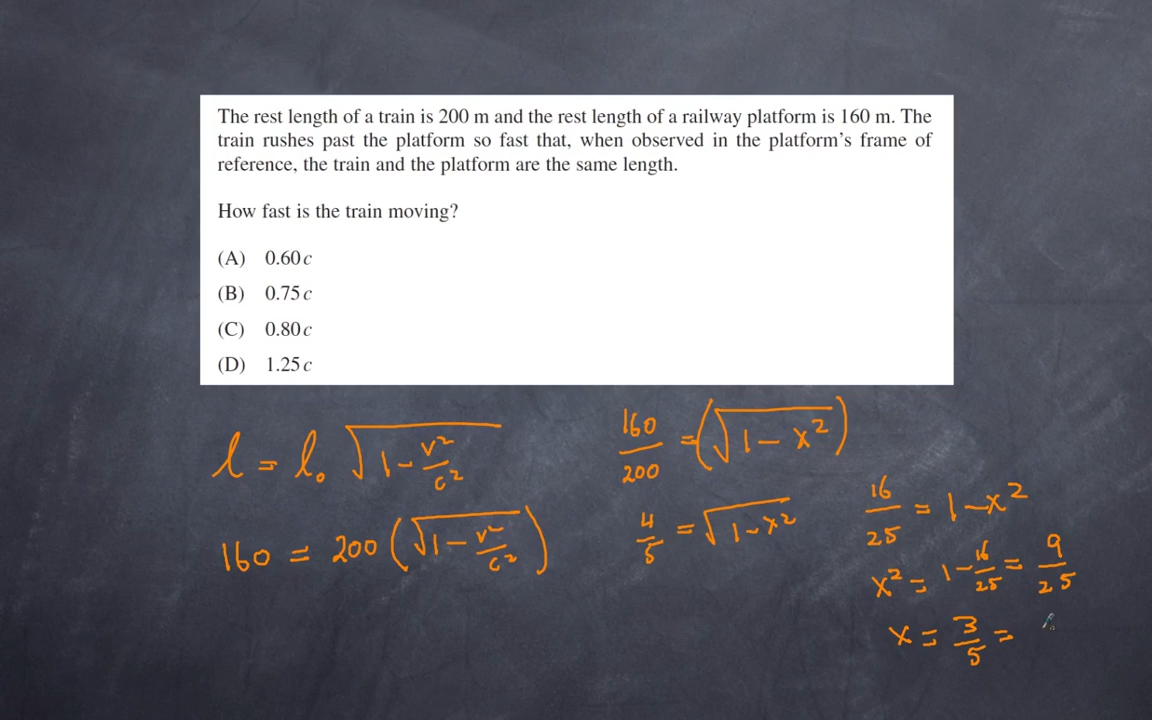 The rest length of a train is 200 m and the rest length of a railway platform is 160 m. The
train rushes past the platform so fast that, when observed in the platform's frame of
reference, the train and the platform are the same length.
How fast is the train moving?
(A) 0.60c
(B) 0.75c
(C) 0.80c
(D) 1.25c
l = l₀ √(1 - v²/c²)
160 = 200 (√(1 - v²/c²))
160/200 = (√(1 - x²))
4/5 = √(1 - x²)
16/25 = 1 - x²
x² = 1 - 16/25 = 9/25
x = 3/5 =